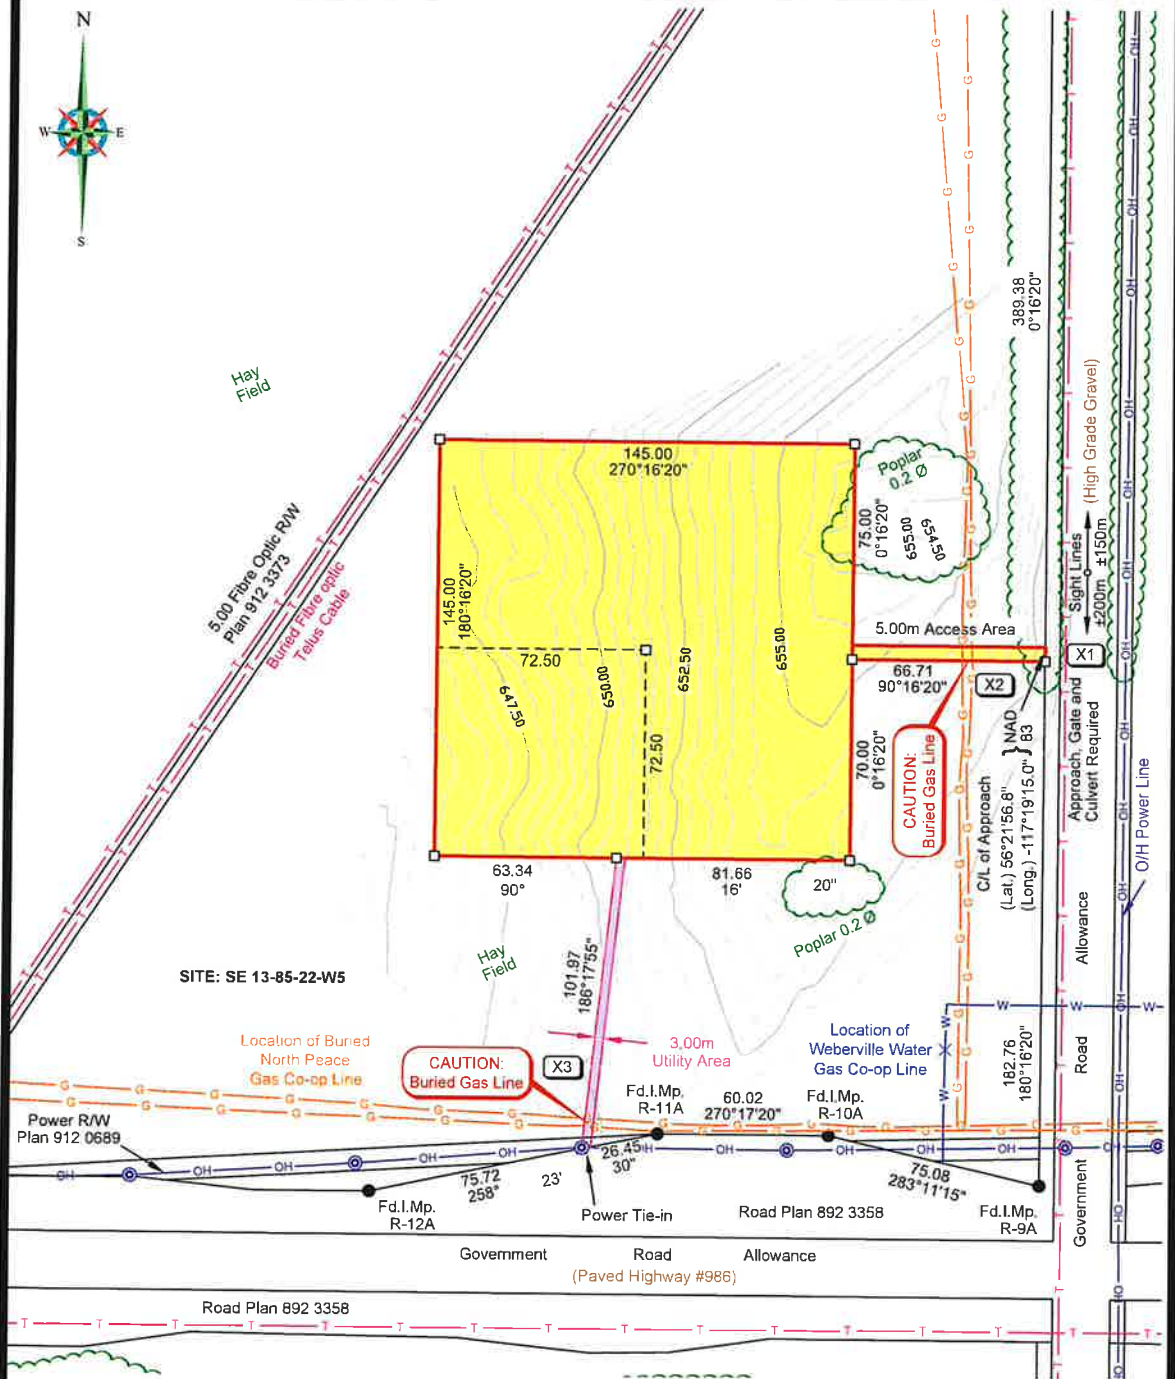 N
W
E
S
389.38
0°16'20"
Hay
Field
(High Grade Gravel)
Sight Lines
±200m
±150m
145.00
270°16'20"
Poplar
0.2 Ø
75.00
0°16'20"
655.00
654.50
5.00 Fibre Optic R/W
Plan 912 3373
Buried Fibre optic
Telus Cable
145.00
180°16'20"
5.00m Access Area
72.50
647.50
650.00
652.50
655.00
66.71
90°16'20"
X1
X2
72.50
70.00
0°16'20"
CAUTION:
Buried Gas Line
C/L of Approach
(Lat.) 56°21'56.8"
(Long.) -117°19'15.0"
} NAD
83
Approach, Gate and
Culvert Required
O/H Power Line
63.34
90°
81.66
16'
20"
Poplar 0.2 Ø
Hay
Field
101.97
186°17'55"
SITE: SE 13-85-22-W5
Government
Road
Allowance
Location of Buried
North Peace
Gas Co-op Line
CAUTION:
Buried Gas Line
X3
3.00m
Utility Area
Location of
Weberville Water
Gas Co-op Line
182.76
180°16'20"
Fd.I.Mp.
R-11A
60.02
270°17'20"
Fd.I.Mp.
R-10A
Power R/W
Plan 912 0689
26.45
30"
75.72
258°
23'
75.08
283°11'15"
Fd.I.Mp.
R-12A
Power Tie-in
Road Plan 892 3358
Fd.I.Mp.
R-9A
Government Road Allowance
(Paved Highway #986)
Road Plan 892 3358